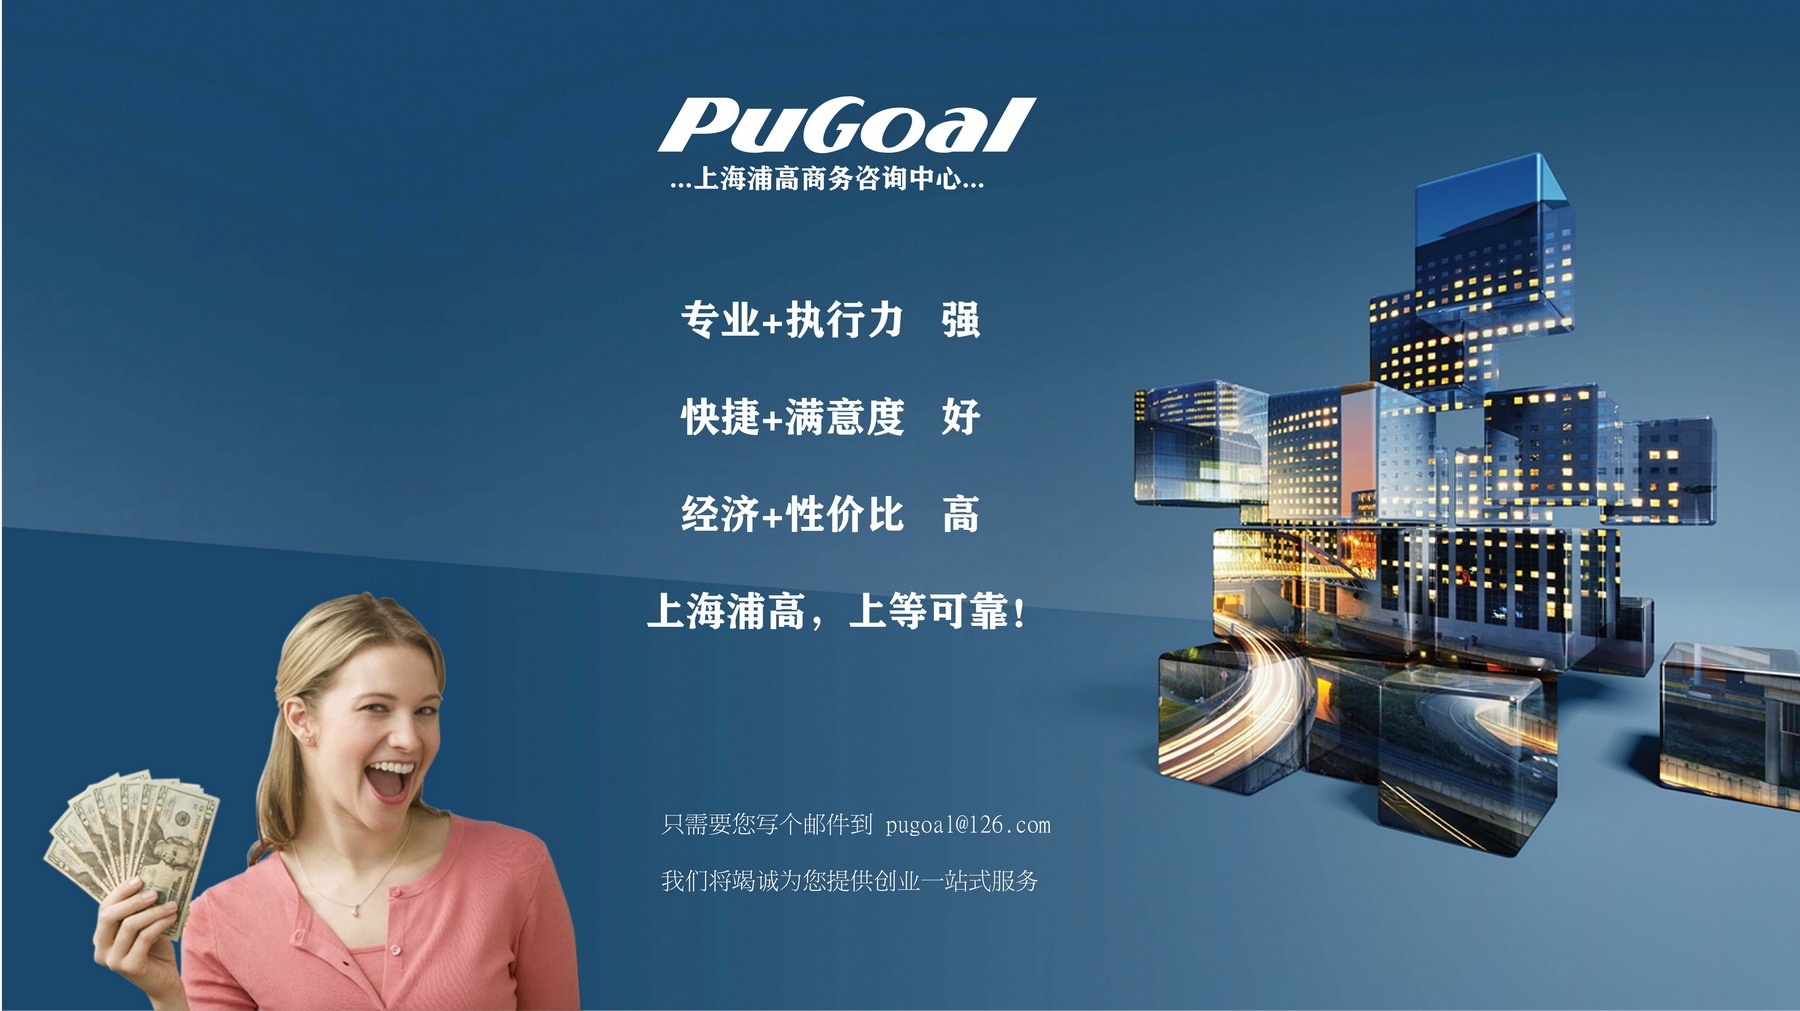 PuGoal
...上海浦高商务咨询中心...
专业+执行力 强
快捷+满意度 好
经济+性价比 高
上海浦高，上等可靠!
只需要您写个邮件到 pugoal@126.com
我们将竭诚为您提供创业一站式服务